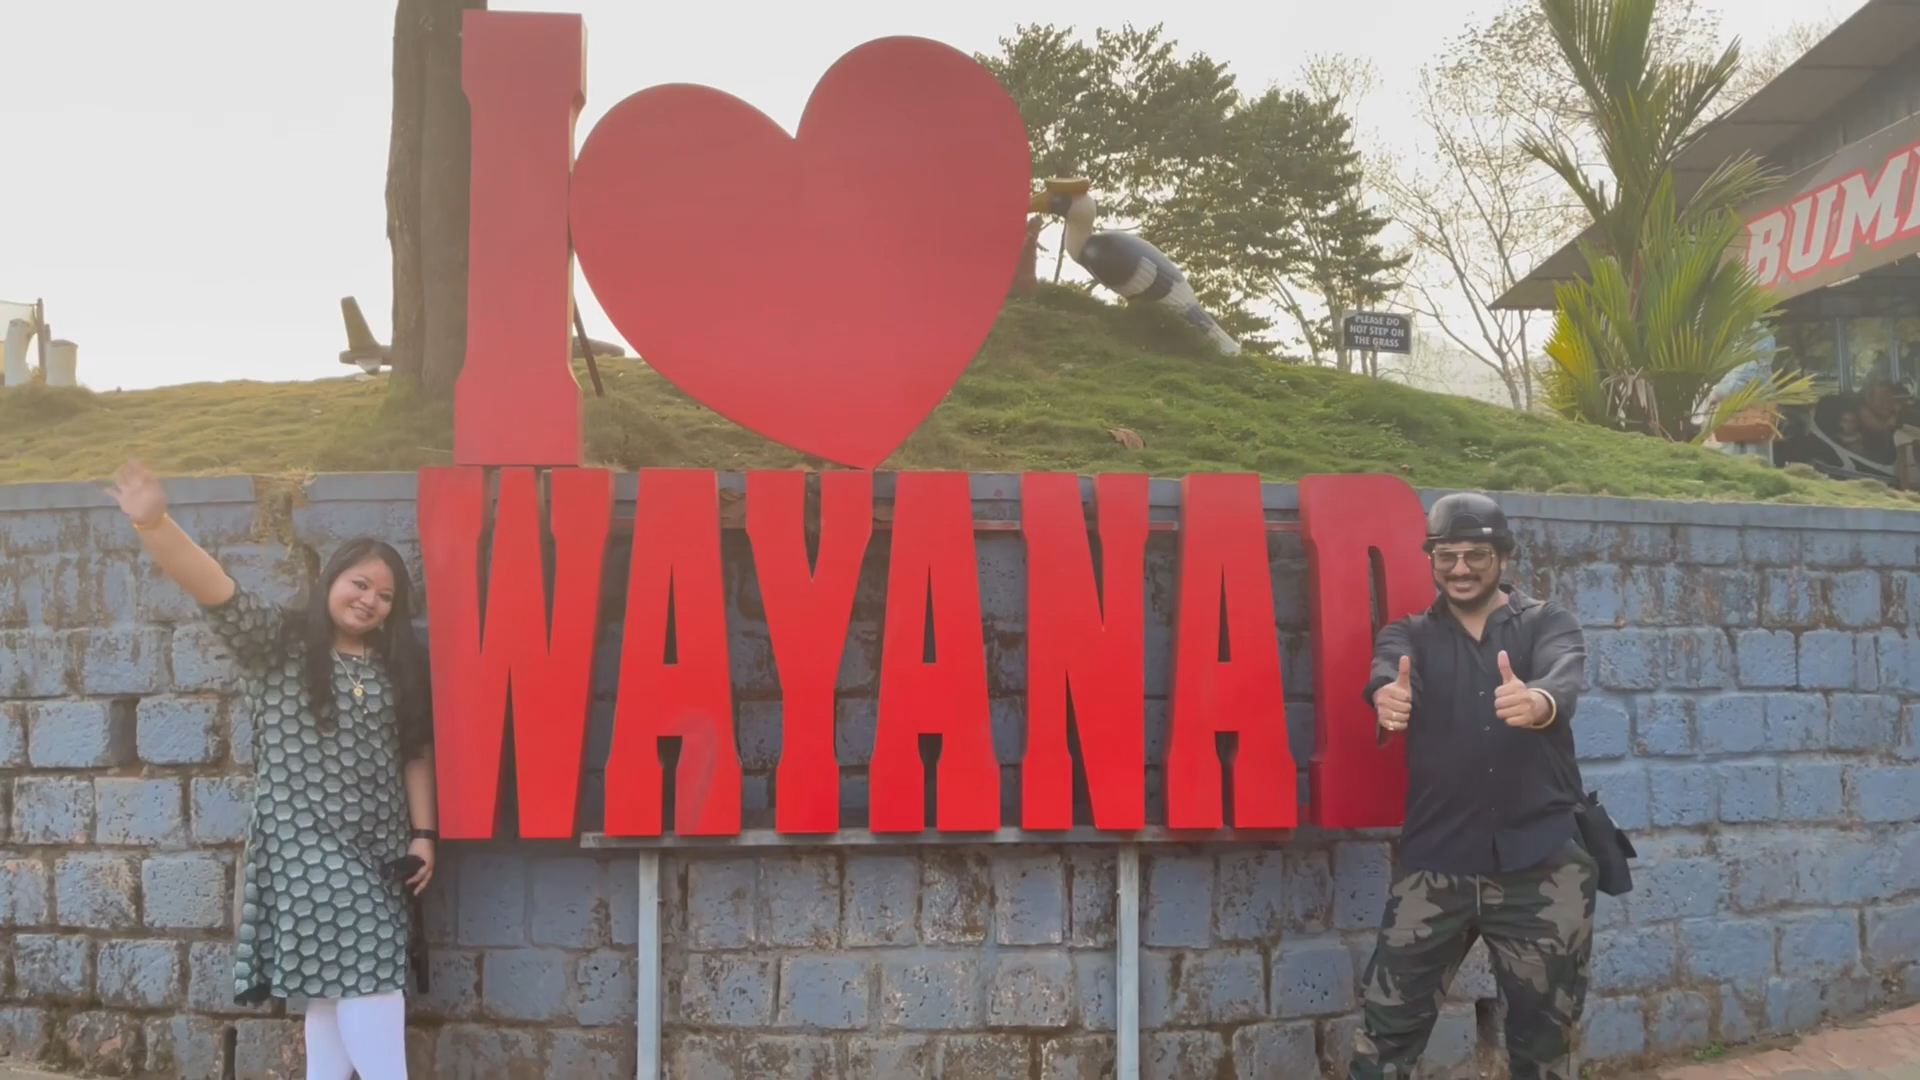 I
WAYANAD
PLEASE DO
NOT STEP ON
THE GRASS